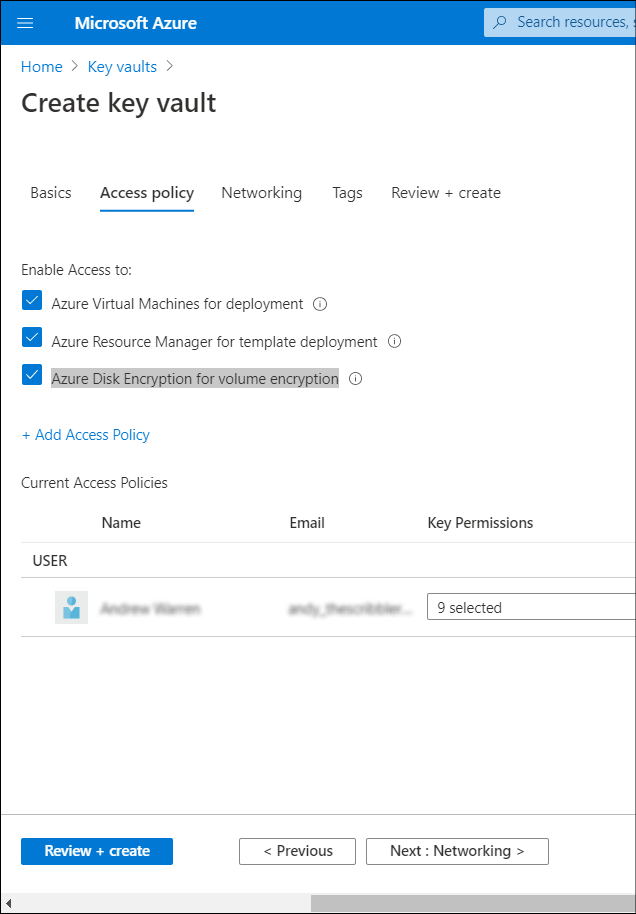 Microsoft Azure
Search resources, s
Home > Key vaults >
Create key vault
Basics Access policy Networking Tags Review + create
Enable Access to:
Azure Virtual Machines for deployment
Azure Resource Manager for template deployment
Azure Disk Encryption for volume encryption
+ Add Access Policy
Current Access Policies
Name Email Key Permissions
USER
9 selected
Review + create < Previous Next : Networking >